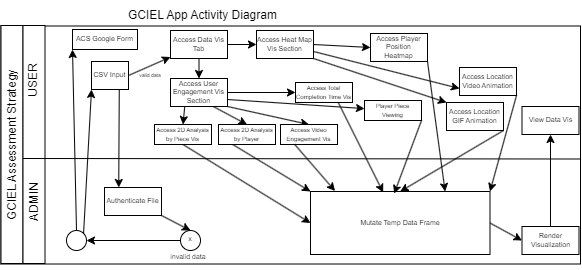 GCIEL App Activity Diagram
GCIEL Assessment Strategy
USER
ADMIN
ACS Google Form
CSV Input
valid data
Access Data Vis
Tab
Access Heat Map
Vis Section
Access Player
Position
Heatmap
Access Location
Video Animation
Access User
Engagement Vis
Section
Access Total
Completion Time Vis
Player Piece
Viewing
Access Location
GIF Animation
View Data Vis
Access 2D Analysis
by Piece Vis
Access 2D Analysis
by Player
Access Video
Engagement Vis
Authenticate File
Mutate Temp Data Frame
Render
Visualization
x
invalid data